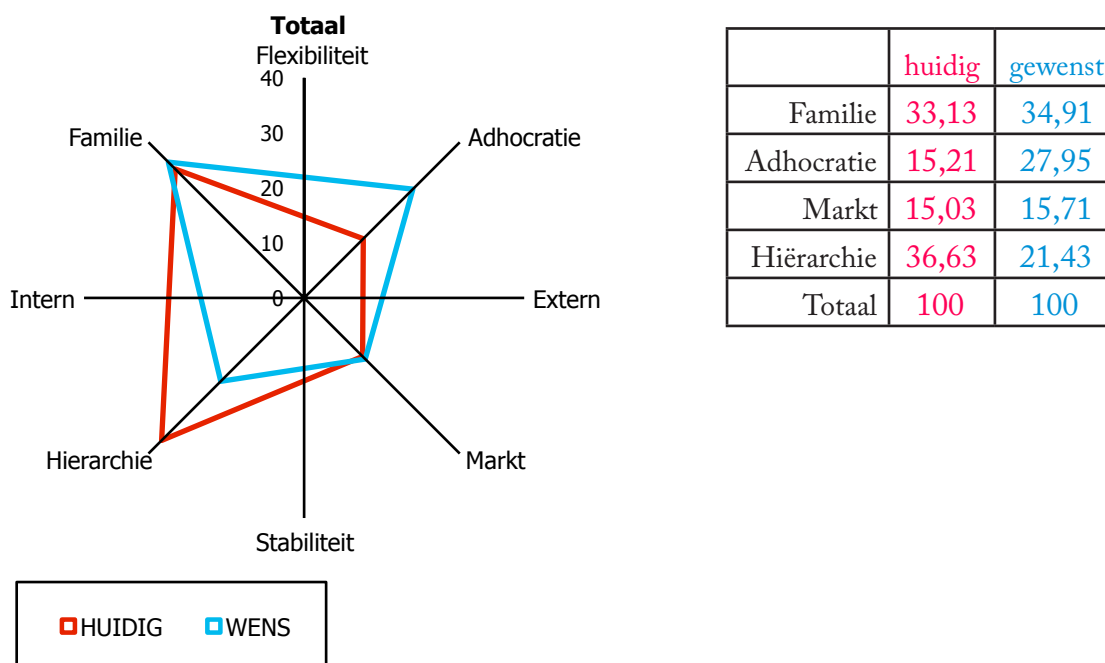 Totaal
Flexibiliteit
40
30
20
10
0
Familie
Adhocratie
Intern
Extern
Hierarchie
Markt
Stabiliteit
HUIDIG WENS
huidig gewenst
Familie 33,13 34,91
Adhocratie 15,21 27,95
Markt 15,03 15,71
Hiërarchie 36,63 21,43
Totaal 100 100